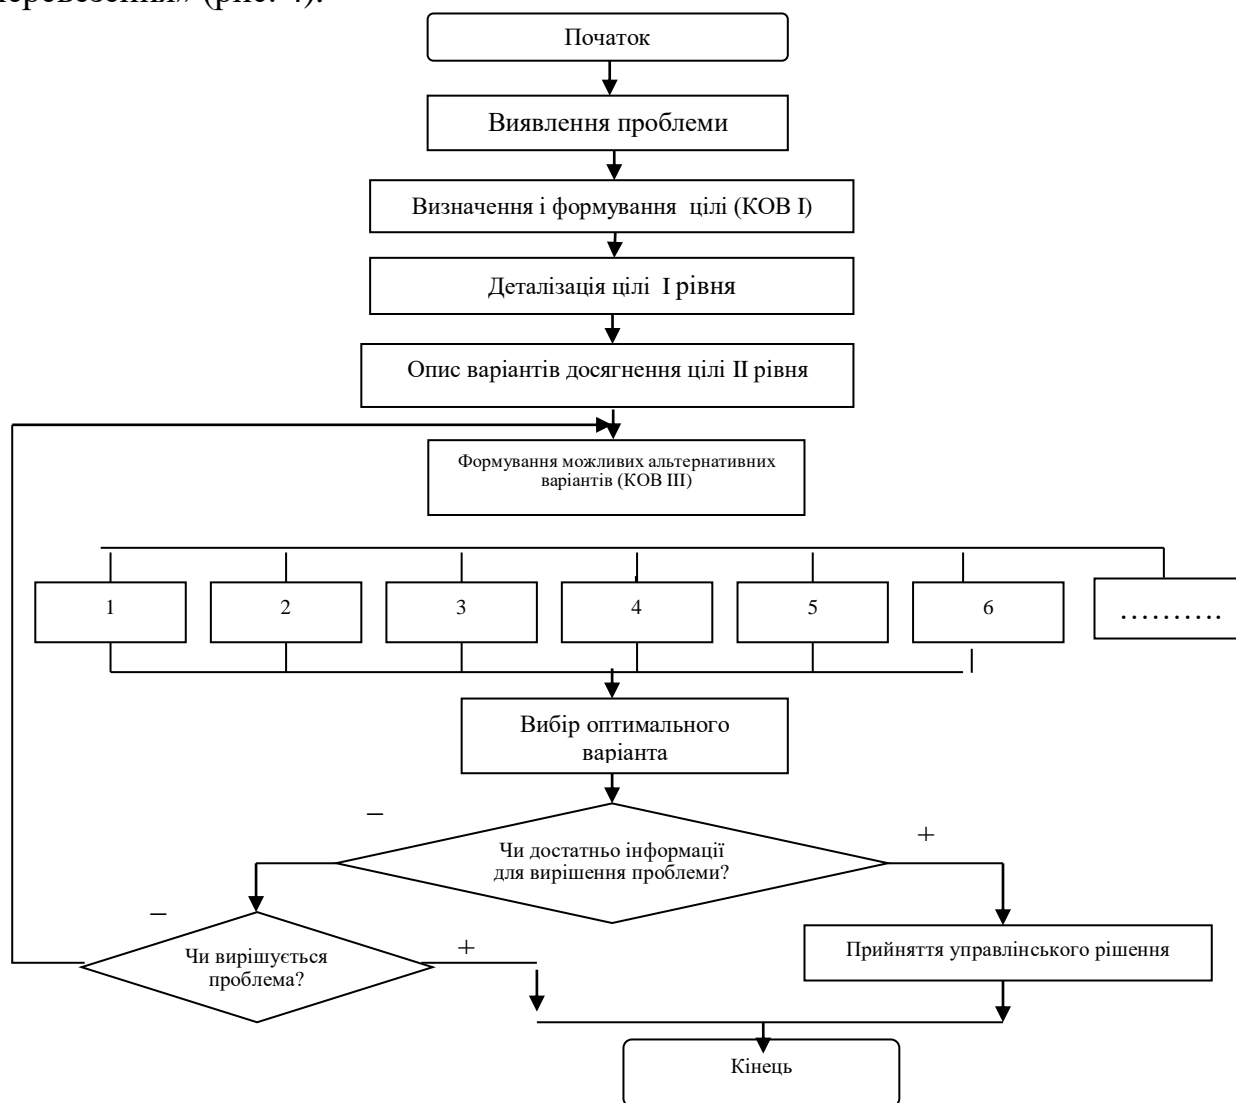 перевезення» (рис. 4).
Початок
Виявлення проблеми
Визначення і формування цілі (КОВ І)
Деталізація цілі І рівня
Опис варіантів досягнення цілі ІІ рівня
Формування можливих альтернативних
варіантів (КОВ ІІІ)
1 2 3 4 5 6 ……….
Вибір оптимального
варіанта
–
+
Чи достатньо інформації
для вирішення проблеми?
–
+
Чи вирішується
проблема?
Прийняття управлінського рішення
Кінець